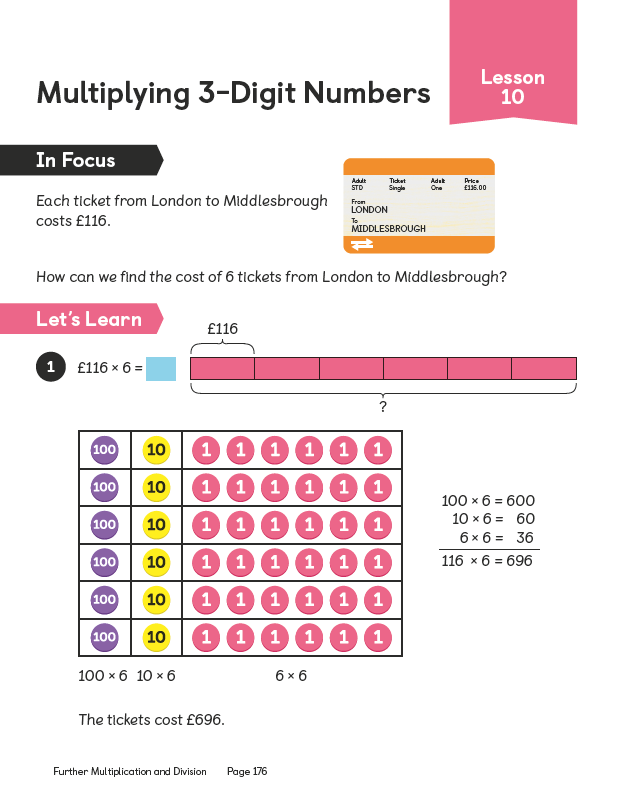 Lesson
10
Multiplying 3-Digit Numbers
In Focus
Each ticket from London to Middlesbrough
costs £116.
Adult Ticket Adult Price
STD Single One £116.00
From
LONDON
To
MIDDLESBROUGH
How can we find the cost of 6 tickets from London to Middlesbrough?
Let's Learn
£116
1 £116 × 6 =
?
100 10 1 1 1 1 1 1
100 10 1 1 1 1 1 1
100 10 1 1 1 1 1 1
100 10 1 1 1 1 1 1
100 10 1 1 1 1 1 1
100 10 1 1 1 1 1 1
100 × 6 10 × 6 6 × 6
100 × 6 = 600
10 × 6 = 60
6 × 6 = 36
116 × 6 = 696
The tickets cost £696.
Further Multiplication and Division Page 176